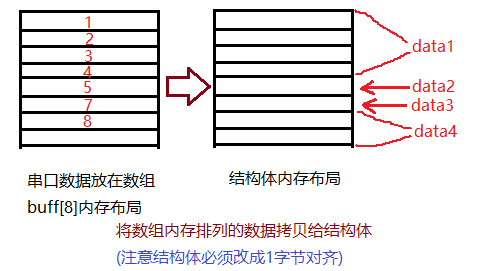 1
2
3
4
5
7
8
data1
data2
data3
data4
串口数据放在数组
buff[8]内存布局
结构体内存布局
将数组内存排列的数据拷贝给结构体
(注意结构体必须改成1字节对齐)